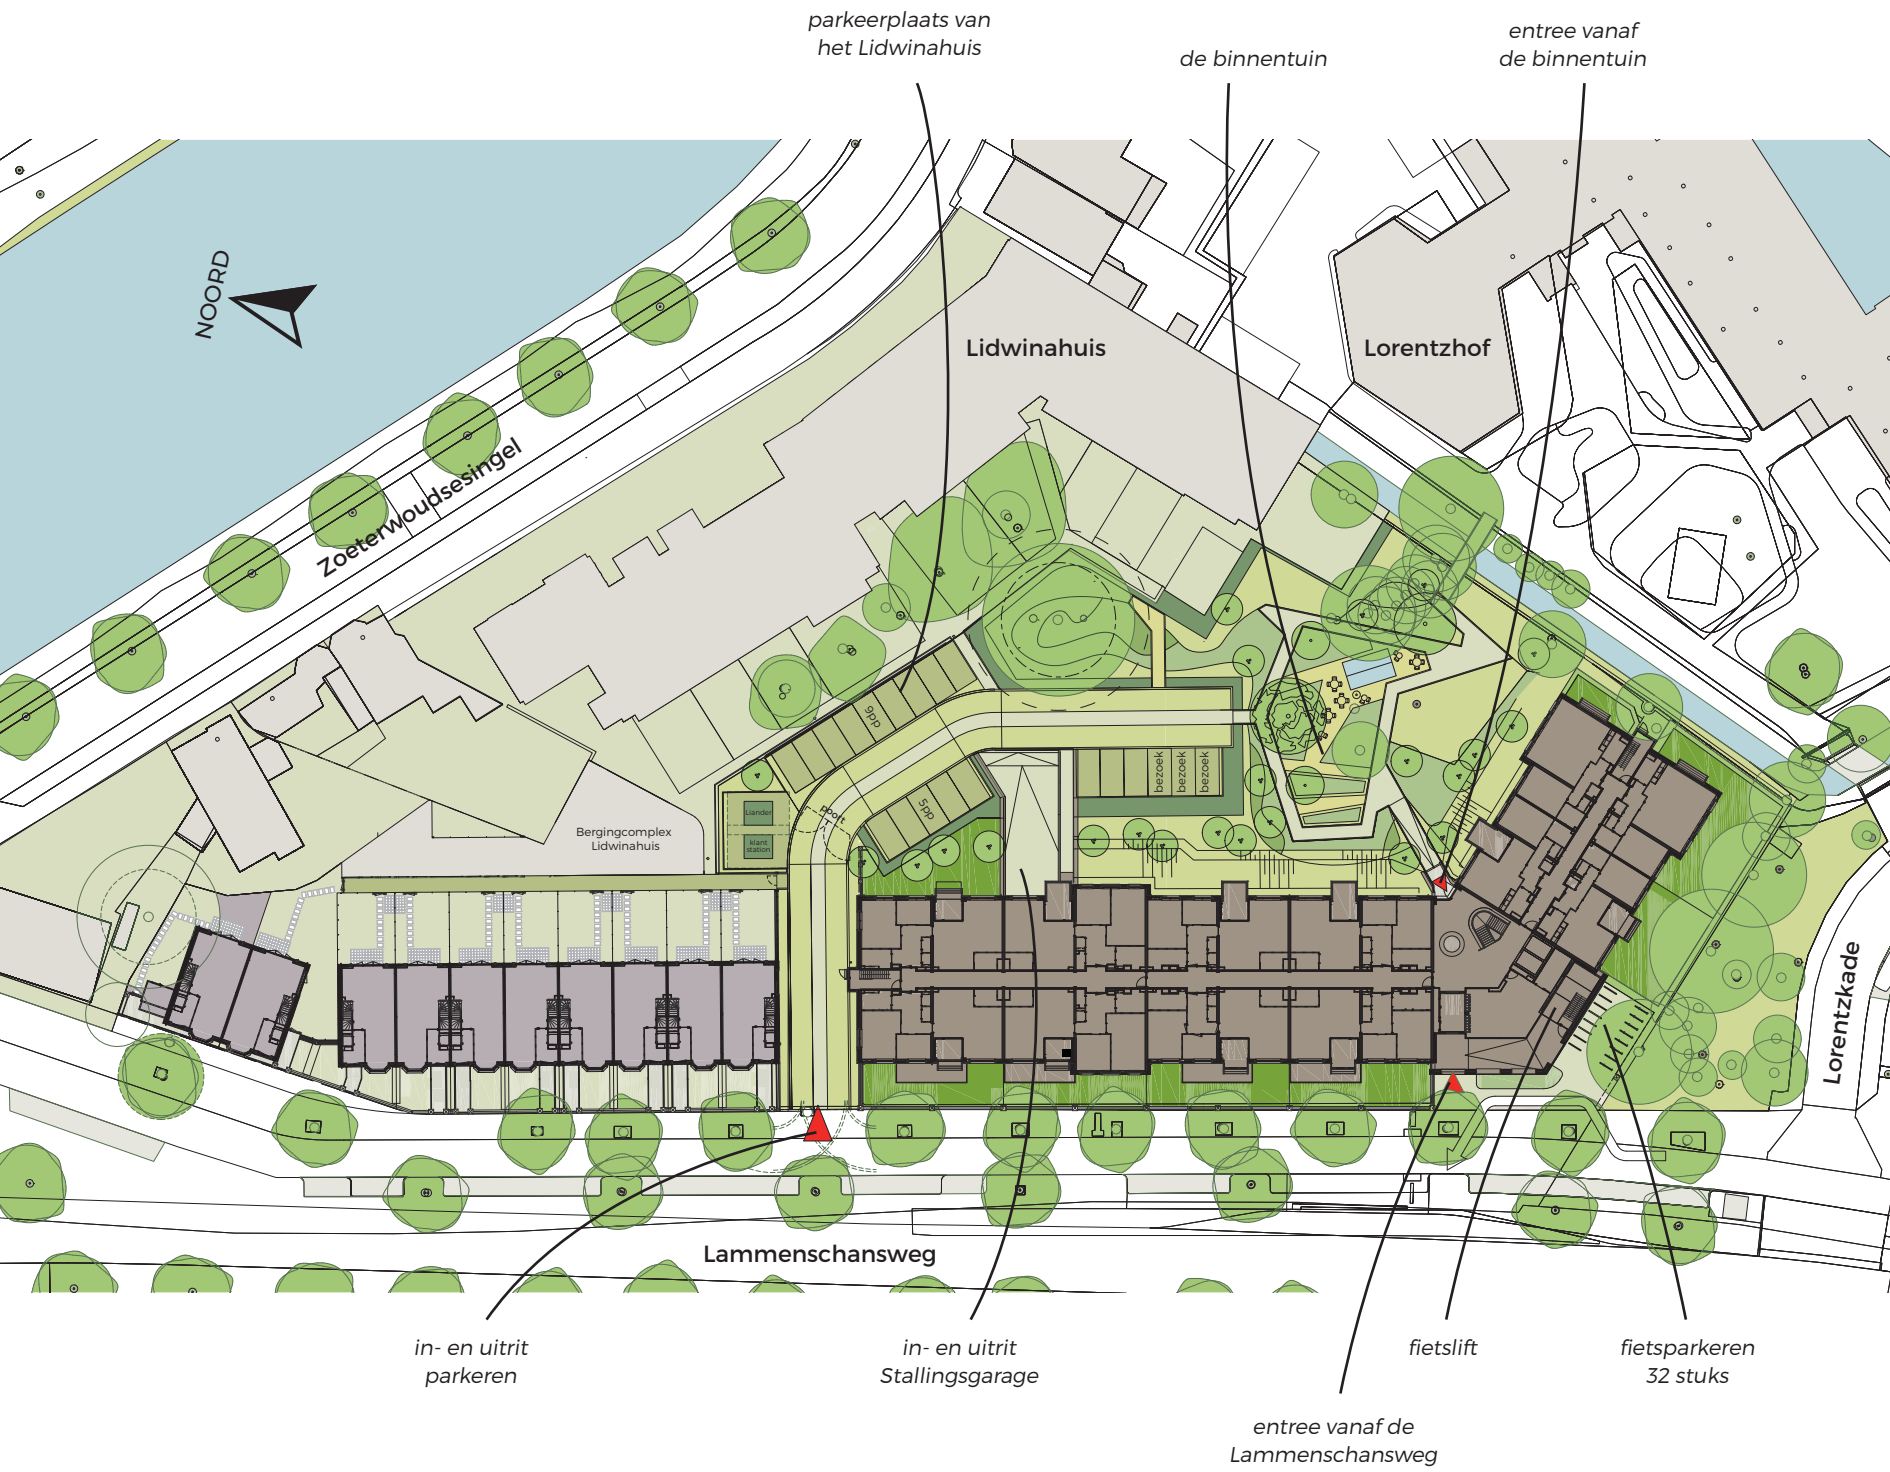 parkeerplaats van
het Lidwinahuis
de binnentuin
entree vanaf
de binnentuin
NOORD
Zoeterwoudsesingel
Lidwinahuis
Lorentzhof
9pp
5pp
port
bezoek
bezoek
bezoek
Liander
klant
station
Bergingcomplex
Lidwinahuis
Lorentzkade
Lammenschansweg
in- en uitrit
parkeren
in- en uitrit
Stallingsgarage
fietslift
fietsparkeren
32 stuks
entree vanaf de
Lammenschansweg